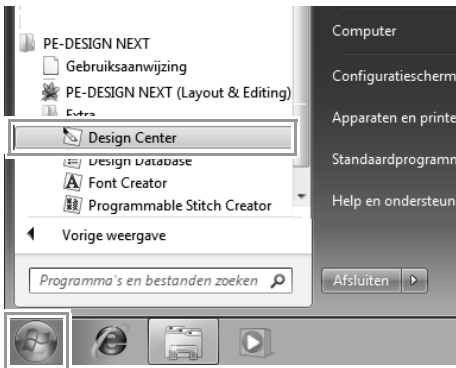 PE-DESIGN NEXT
Gebruiksaanwijzing
PE-DESIGN NEXT (Layout & Editing)
Extra
Design Center
Design Database
Font Creator
Programmable Stitch Creator
Vorige weergave
Programma's en bestanden zoeken
Computer
Configuratiescherm
Apparaten en printe
Standaardprogramm
Help en ondersteun
Afsluiten